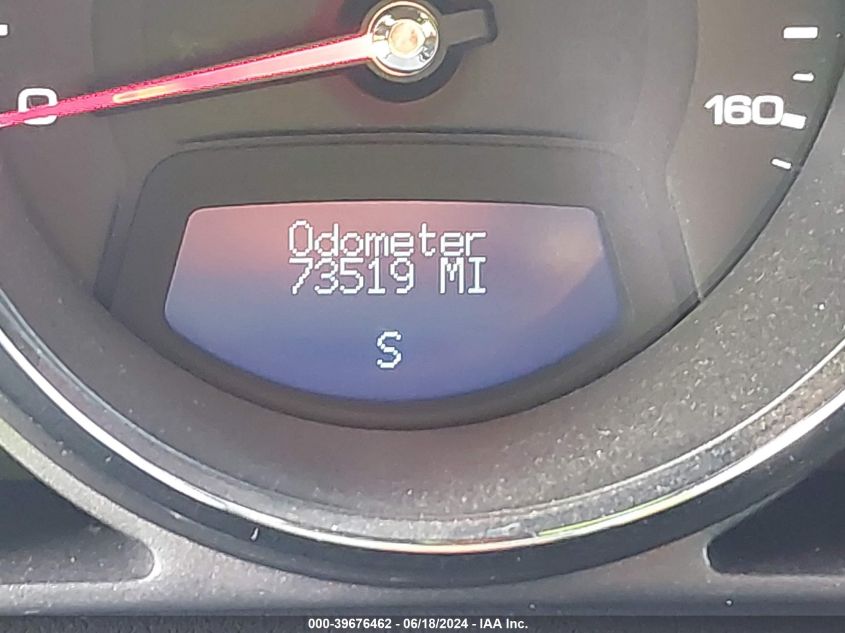 0
160
Odometer
73519 MI
S
000-39676462 - 06/18/2024 - IAA Inc.